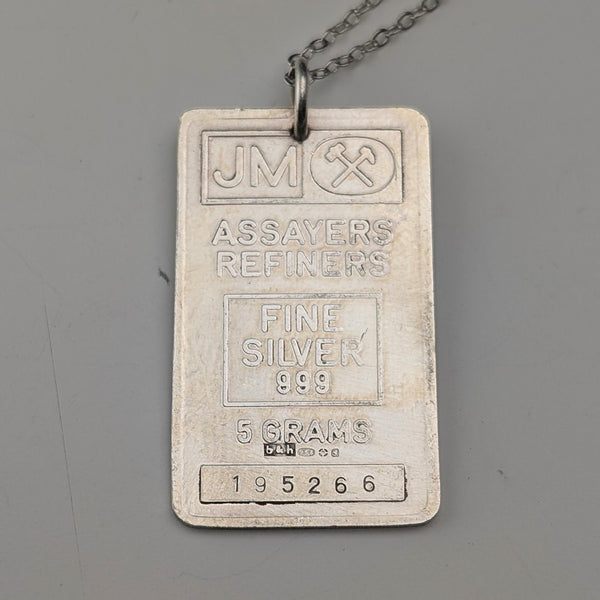 JM
ASSAYERS
REFINERS
FINE
SILVER
999
5 GRAMS
b&h
195266